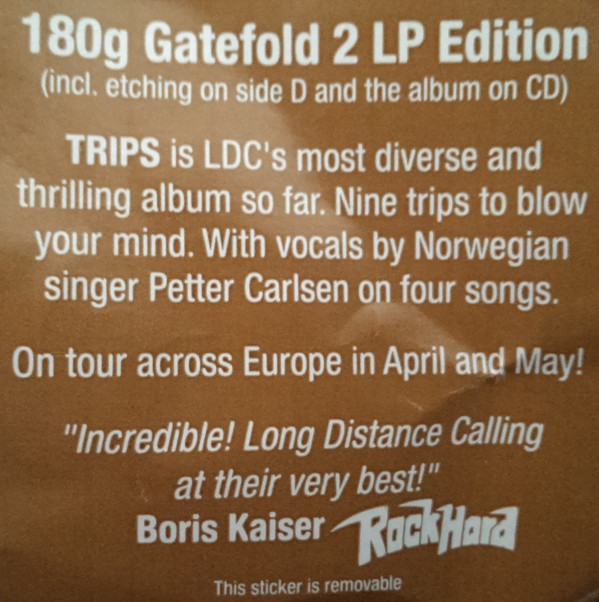 180g Gatefold 2 LP Edition
(incl. etching on side D and the album on CD)
TRIPS is LDC's most diverse and
thrilling album so far. Nine trips to blow
your mind. With vocals by Norwegian
singer Petter Carlsen on four songs.
On tour across Europe in April and May!
"Incredible! Long Distance Calling
at their very best!"
Boris Kaiser RockHard
This sticker is removable